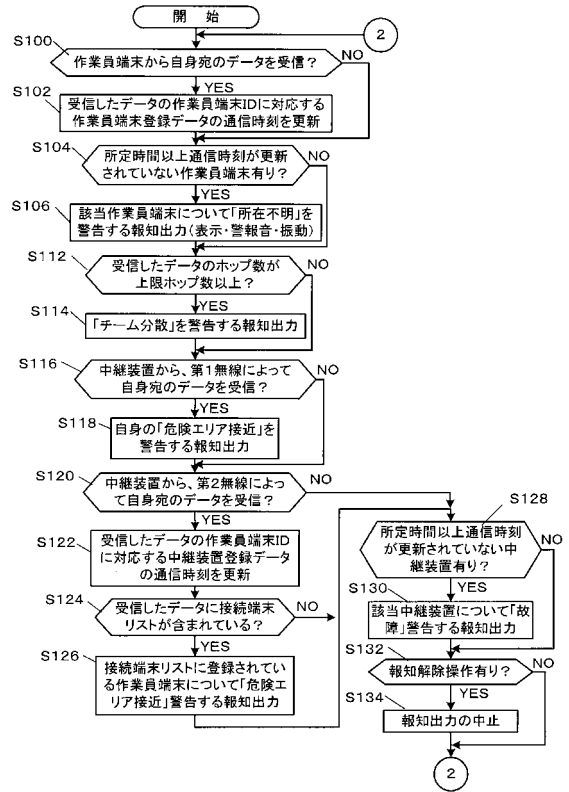 開　始
2
S100
作業員端末から自身宛のデータを受信？
NO
YES
S102
受信したデータの作業員端末IDに対応する
作業員端末登録データの通信時刻を更新
S104
所定時間以上通信時刻が更新
されていない作業員端末有り？
NO
YES
S106
該当作業員端末について「所在不明」を
警告する報知出力(表示・警報音・振動)
S112
受信したデータのホップ数が
上限ホップ数以上？
NO
YES
S114
「チーム分散」を警告する報知出力
S116
中継装置から、第1無線によって
自身宛のデータを受信？
NO
YES
S118
自身の「危険エリア接近」を
警告する報知出力
S120
中継装置から、第2無線によっ
て自身宛のデータを受信？
NO
YES
S122
受信したデータの作業員端末ID
に対応する中継装置登録データ
の通信時刻を更新
S124
受信したデータに接続端末
リストが含まれている？
NO
YES
S126
接続端末リストに登録されてい
る作業員端末について「危険エ
リア接近」警告する報知出力
S128
所定時間以上通信時刻
が更新されていない中
継装置有り？
NO
YES
S130
該当中継装置について「故
障」警告する報知出力
S132
報知解除操作有り？
NO
YES
S134
報知出力の中止
2